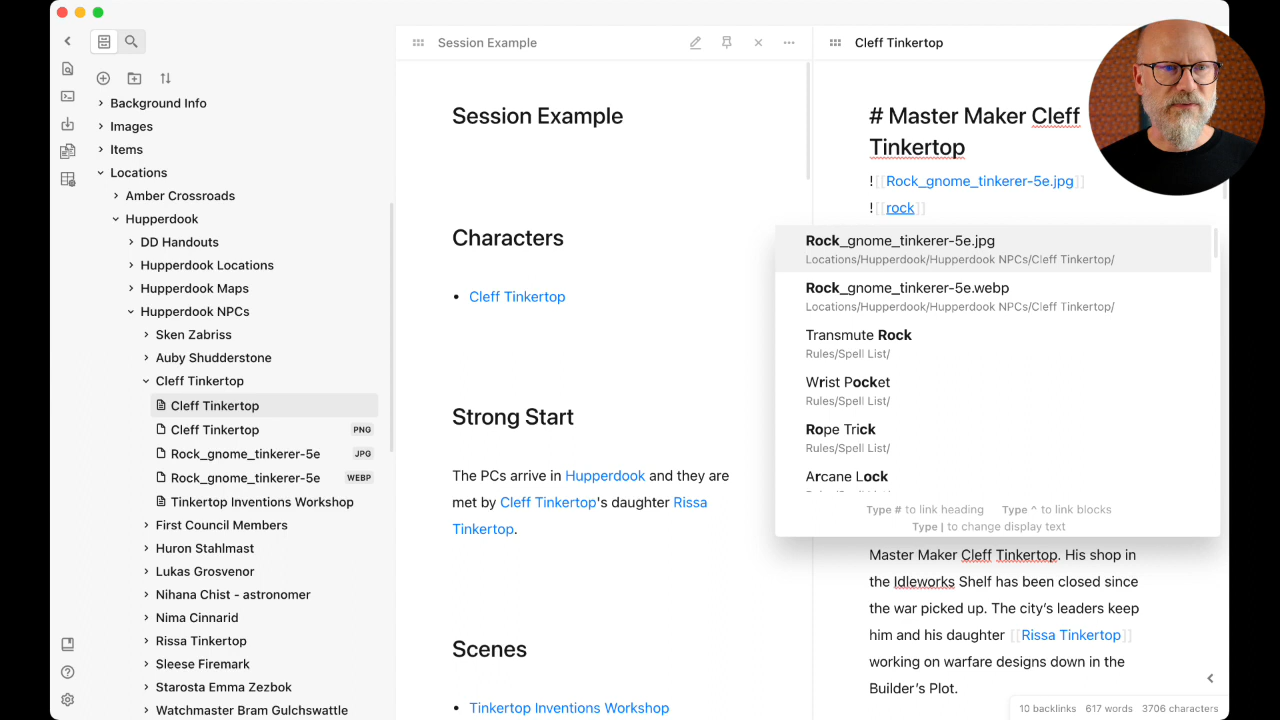 Session Example
Cleff Tinkertop
Background Info
Images
Items
Locations
Amber Crossroads
Hupperdook
DD Handouts
Hupperdook Locations
Hupperdook Maps
Hupperdook NPCs
Sken Zabriss
Auby Shudderstone
Cleff Tinkertop
Cleff Tinkertop
Cleff Tinkertop PNG
Rock_gnome_tinkerer-5e JPG
Rock_gnome_tinkerer-5e WEBP
Tinkertop Inventions Workshop
First Council Members
Huron Stahlmast
Lukas Grosvenor
Nihana Chist - astronomer
Nima Cinnarid
Rissa Tinkertop
Sleese Firemark
Starosta Emma Zezbok
Watchmaster Bram Gulchswattle
Session Example
Characters
• Cleff Tinkertop
Strong Start
The PCs arrive in Hupperdook and they are
met by Cleff Tinkertop's daughter Rissa
Tinkertop.
Scenes
• Tinkertop Inventions Workshop
# Master Maker Cleff
Tinkertop
![[Rock_gnome_tinkerer-5e.jpg]]
![[rock]]
Rock_gnome_tinkerer-5e.jpg
Locations/Hupperdook/Hupperdook NPCs/Cleff Tinkertop/
Rock_gnome_tinkerer-5e.webp
Locations/Hupperdook/Hupperdook NPCs/Cleff Tinkertop/
Transmute Rock
Rules/Spell List/
Wrist Pocket
Rules/Spell List/
Rope Trick
Rules/Spell List/
Arcane Lock
Type # to link heading Type ^ to link blocks
Type | to change display text
Master Maker Cleff Tinkertop. His shop in
the Idleworks Shelf has been closed since
the war picked up. The city's leaders keep
him and his daughter [[Rissa Tinkertop]]
working on warfare designs down in the
Builder's Plot.
10 backlinks 617 words 3706 characters